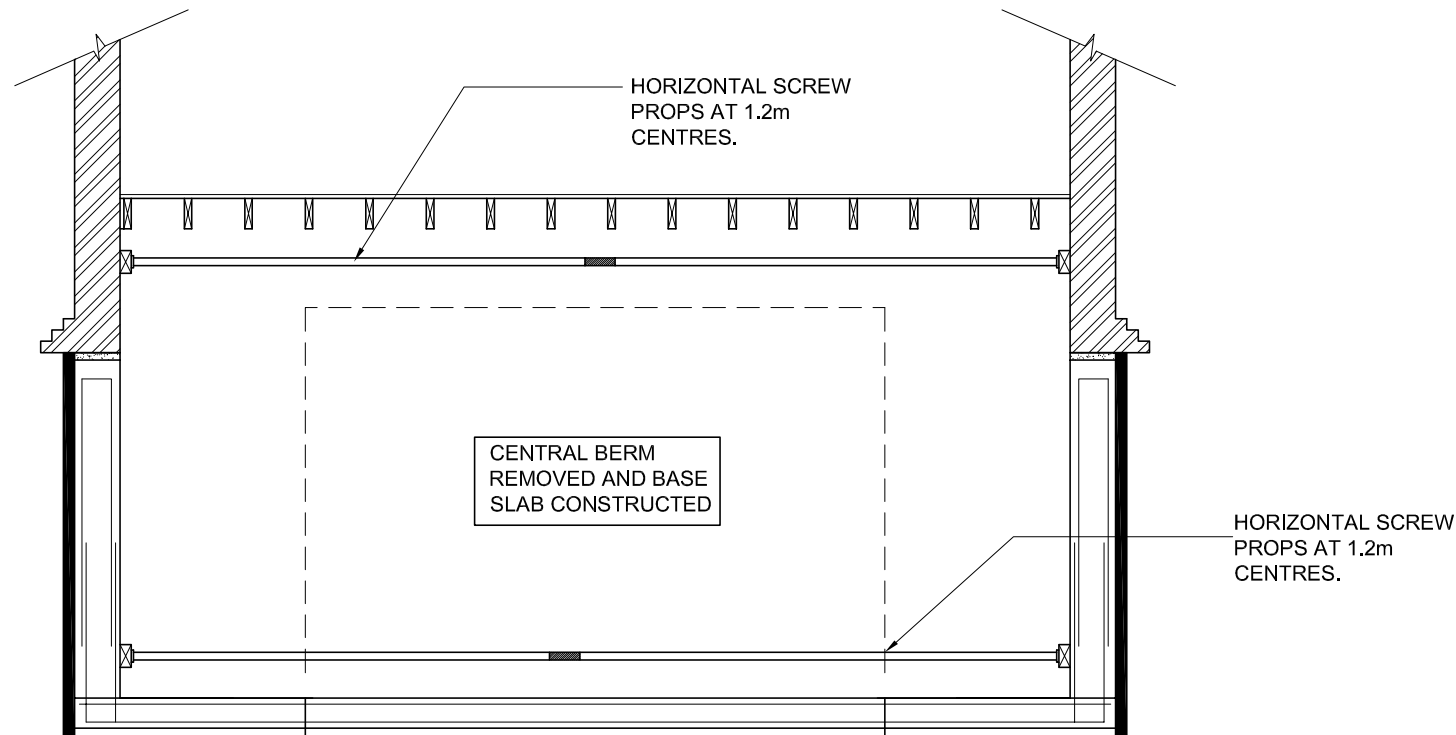 HORIZONTAL SCREW
PROPS AT 1.2m
CENTRES.
CENTRAL BERM
REMOVED AND BASE
SLAB CONSTRUCTED
HORIZONTAL SCREW
PROPS AT 1.2m
CENTRES.